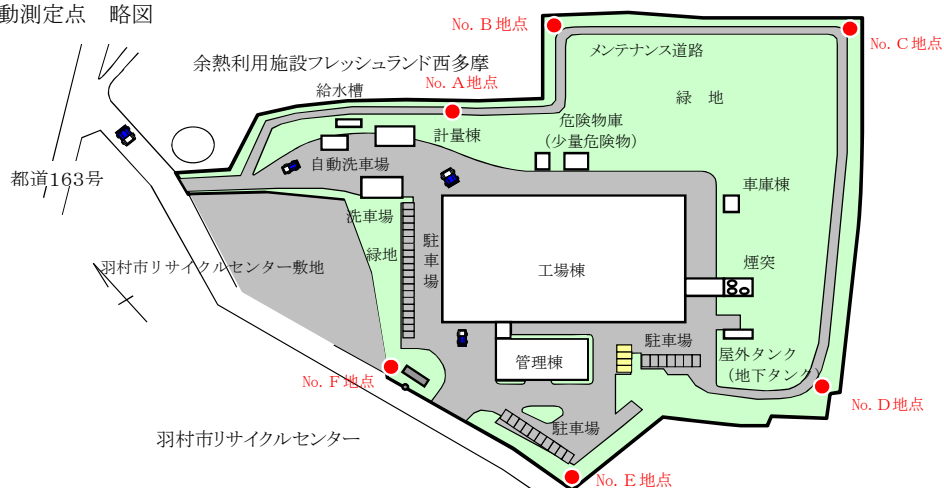 動測定点　略図
No. B 地点
No. C 地点
メンテナンス道路
余熱利用施設フレッシュランド西多摩
No. A 地点
給水槽
緑　地
危険物庫
(少量危険物)
計量棟
自動洗車場
都道163号
車庫棟
洗車場
緑地
駐車場
羽村市リサイクルセンター敷地
工場棟
煙突
駐車場
屋外タンク
（地下タンク）
管理棟
No. F 地点
No. D 地点
駐車場
羽村市リサイクルセンター
No. E 地点